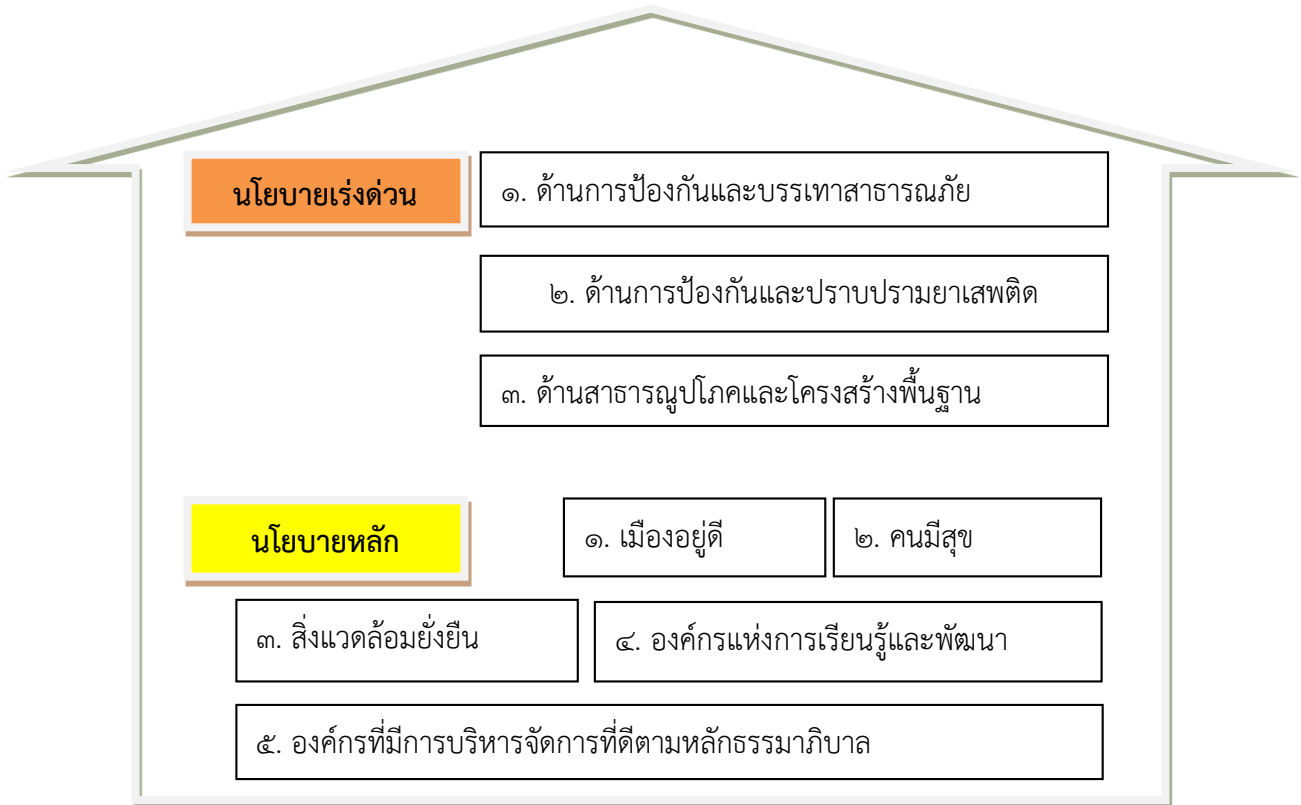 นโยบายเร่งด่วน
๑. ด้านการป้องกันและบรรเทาสาธารณภัย
๒. ด้านการป้องกันและปราบปรามยาเสพติด
๓. ด้านสาธารณูปโภคและโครงสร้างพื้นฐาน
นโยบายหลัก
๑. เมืองอยู่ดี
๒. คนมีสุข
๓. สิ่งแวดล้อมยั่งยืน
๔. องค์กรแห่งการเรียนรู้และพัฒนา
๕. องค์กรที่มีการบริหารจัดการที่ดีตามหลักธรรมาภิบาล